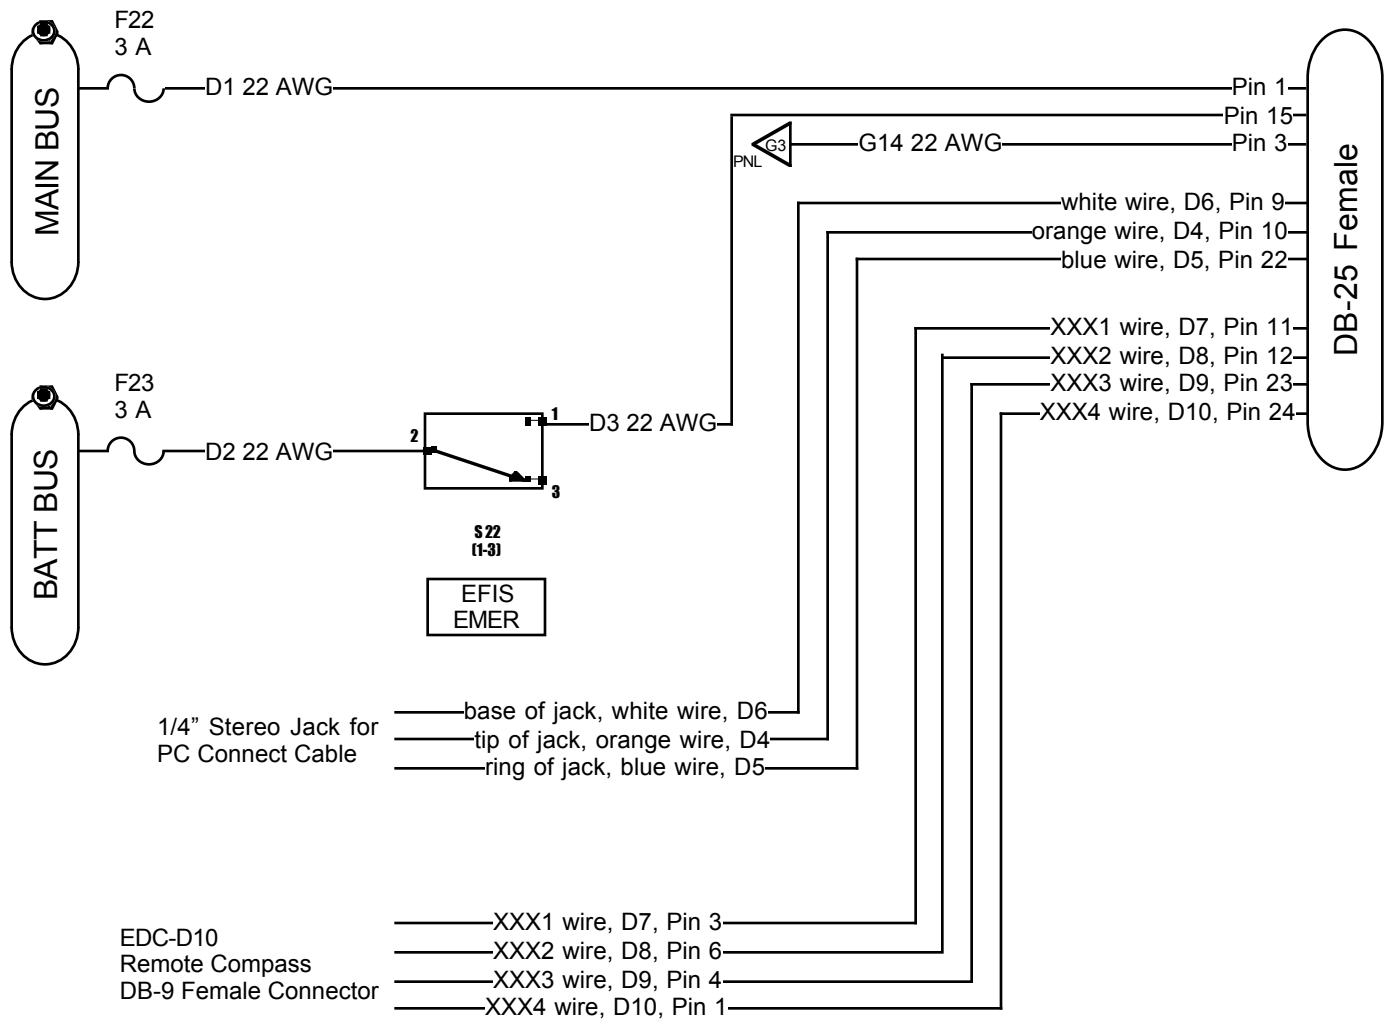 F22
3 A
MAIN BUS
D1 22 AWG
Pin 1
Pin 15
G3
PNL
G14 22 AWG
Pin 3
white wire, D6, Pin 9
orange wire, D4, Pin 10
blue wire, D5, Pin 22
XXX1 wire, D7, Pin 11
XXX2 wire, D8, Pin 12
XXX3 wire, D9, Pin 23
XXX4 wire, D10, Pin 24
DB-25 Female
F23
3 A
BATT BUS
D2 22 AWG
2
1
3
D3 22 AWG
S 22
(1-3)
EFIS
EMER
1/4” Stereo Jack for
PC Connect Cable
base of jack, white wire, D6
tip of jack, orange wire, D4
ring of jack, blue wire, D5
EDC-D10
Remote Compass
DB-9 Female Connector
XXX1 wire, D7, Pin 3
XXX2 wire, D8, Pin 6
XXX3 wire, D9, Pin 4
XXX4 wire, D10, Pin 1